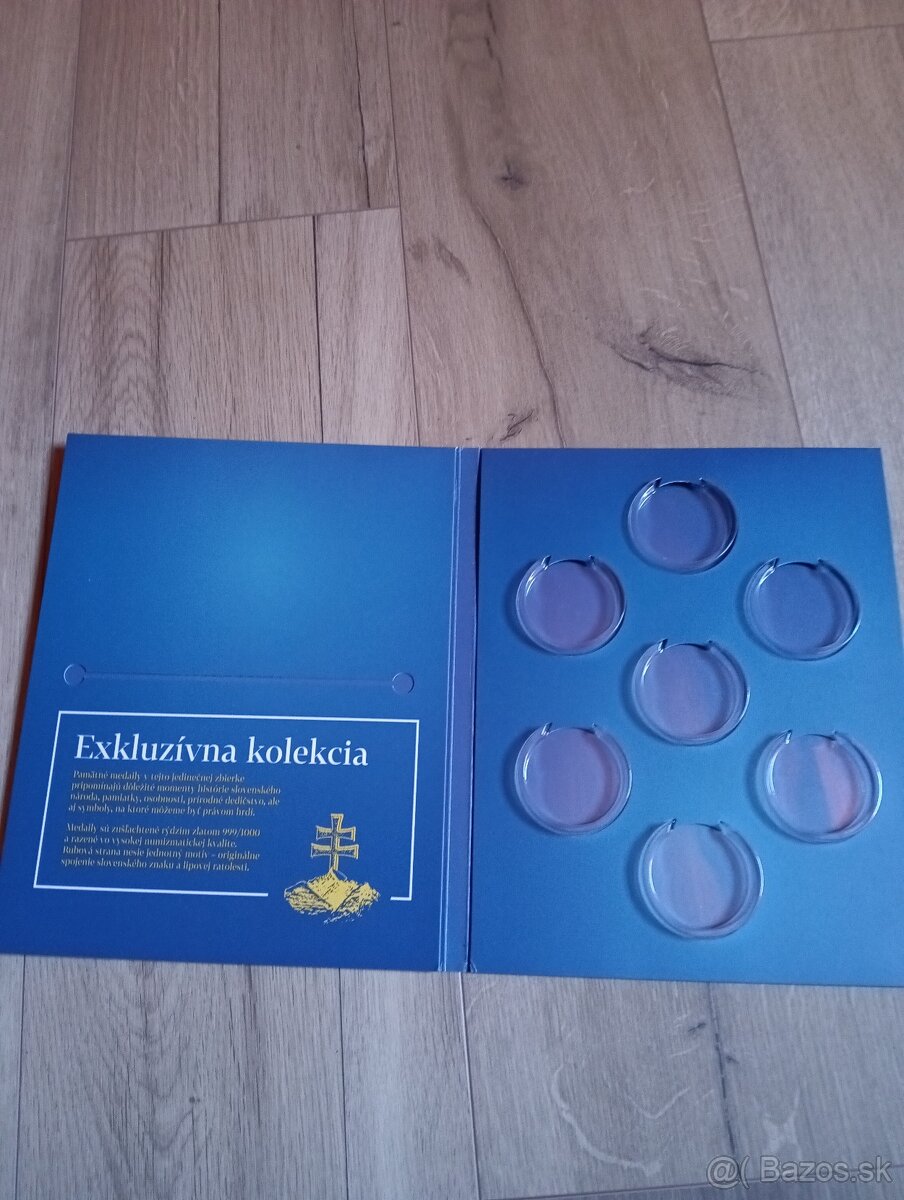 Exkluzívna kolekcia
Pamätné medaily v tejto jedinečnej zbierke
pripomínajú dôležité momenty histórie slovenského
národa, pamiatky, osobnosti, prírodné dedičstvo, ale
aj symboly, na ktoré môžeme byť právom hrdí.
Medaily sú zušľachtené rýdzim zlatom 999/1000
a razené vo vysokej numizmatickej kvalite.
Rubová strana nesie jednotný motív – originálne
spojenie slovenského znaku a lipovej ratolesti.
@( Bazos.sk